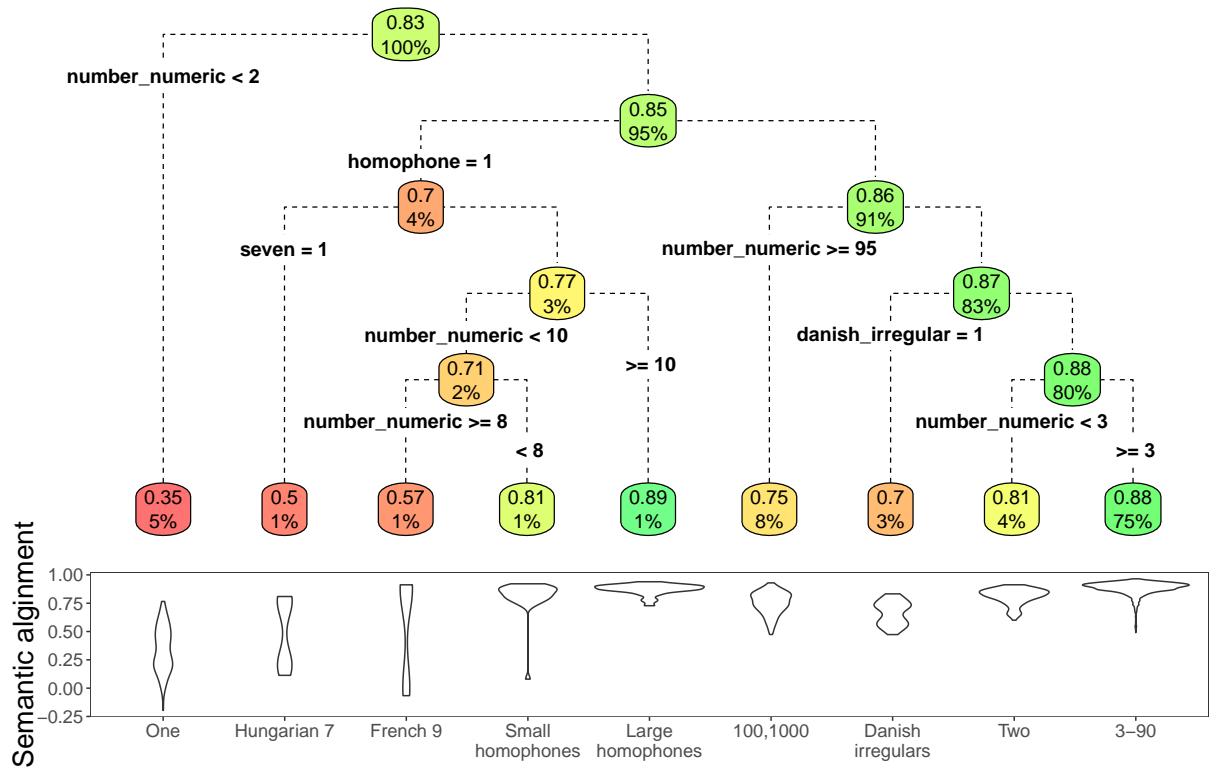 0.83
100%
number_numeric < 2
0.85
95%
homophone = 1
0.7
4%
0.86
91%
seven = 1
number_numeric >= 95
0.77
3%
0.87
83%
number_numeric < 10
>= 10
danish_irregular = 1
0.71
2%
0.88
80%
number_numeric >= 8
< 8
number_numeric < 3
>= 3
0.35
5%
0.5
1%
0.57
1%
0.81
1%
0.89
1%
0.75
8%
0.7
3%
0.81
4%
0.88
75%
Semantic alginment
1.00
0.75
0.50
0.25
0.00
−0.25
One
Hungarian 7
French 9
Small
homophones
Large
homophones
100,1000
Danish
irregulars
Two
3−90